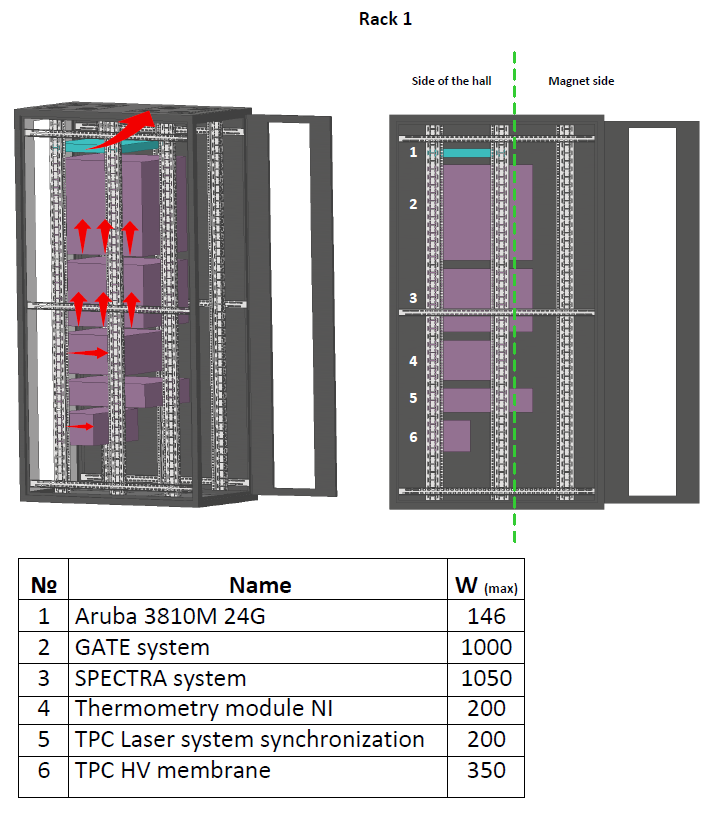 Rack 1
Side of the hall Magnet side
1
2
3
4
5
6
№ Name W (max)
1 Aruba 3810M 24G 146
2 GATE system 1000
3 SPECTRA system 1050
4 Thermometry module NI 200
5 TPC Laser system synchronization 200
6 TPC HV membrane 350